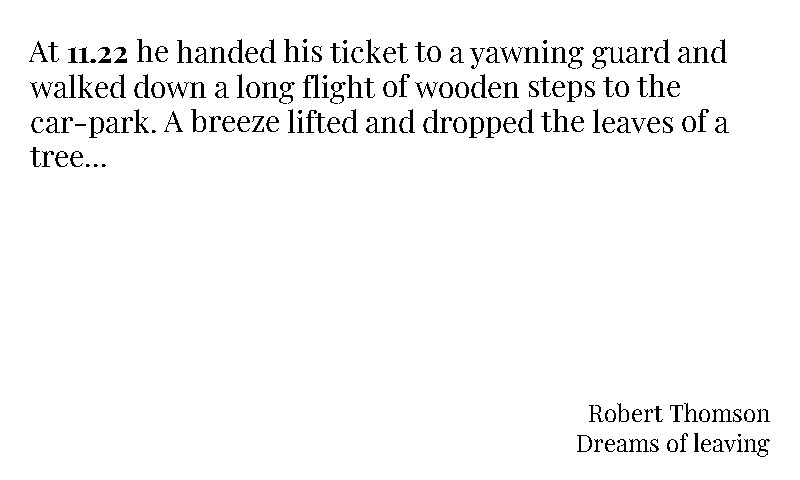 At 11.22 he handed his ticket to a yawning guard and
walked down a long flight of wooden steps to the
car-park. A breeze lifted and dropped the leaves of a
tree...
Robert Thomson
Dreams of leaving